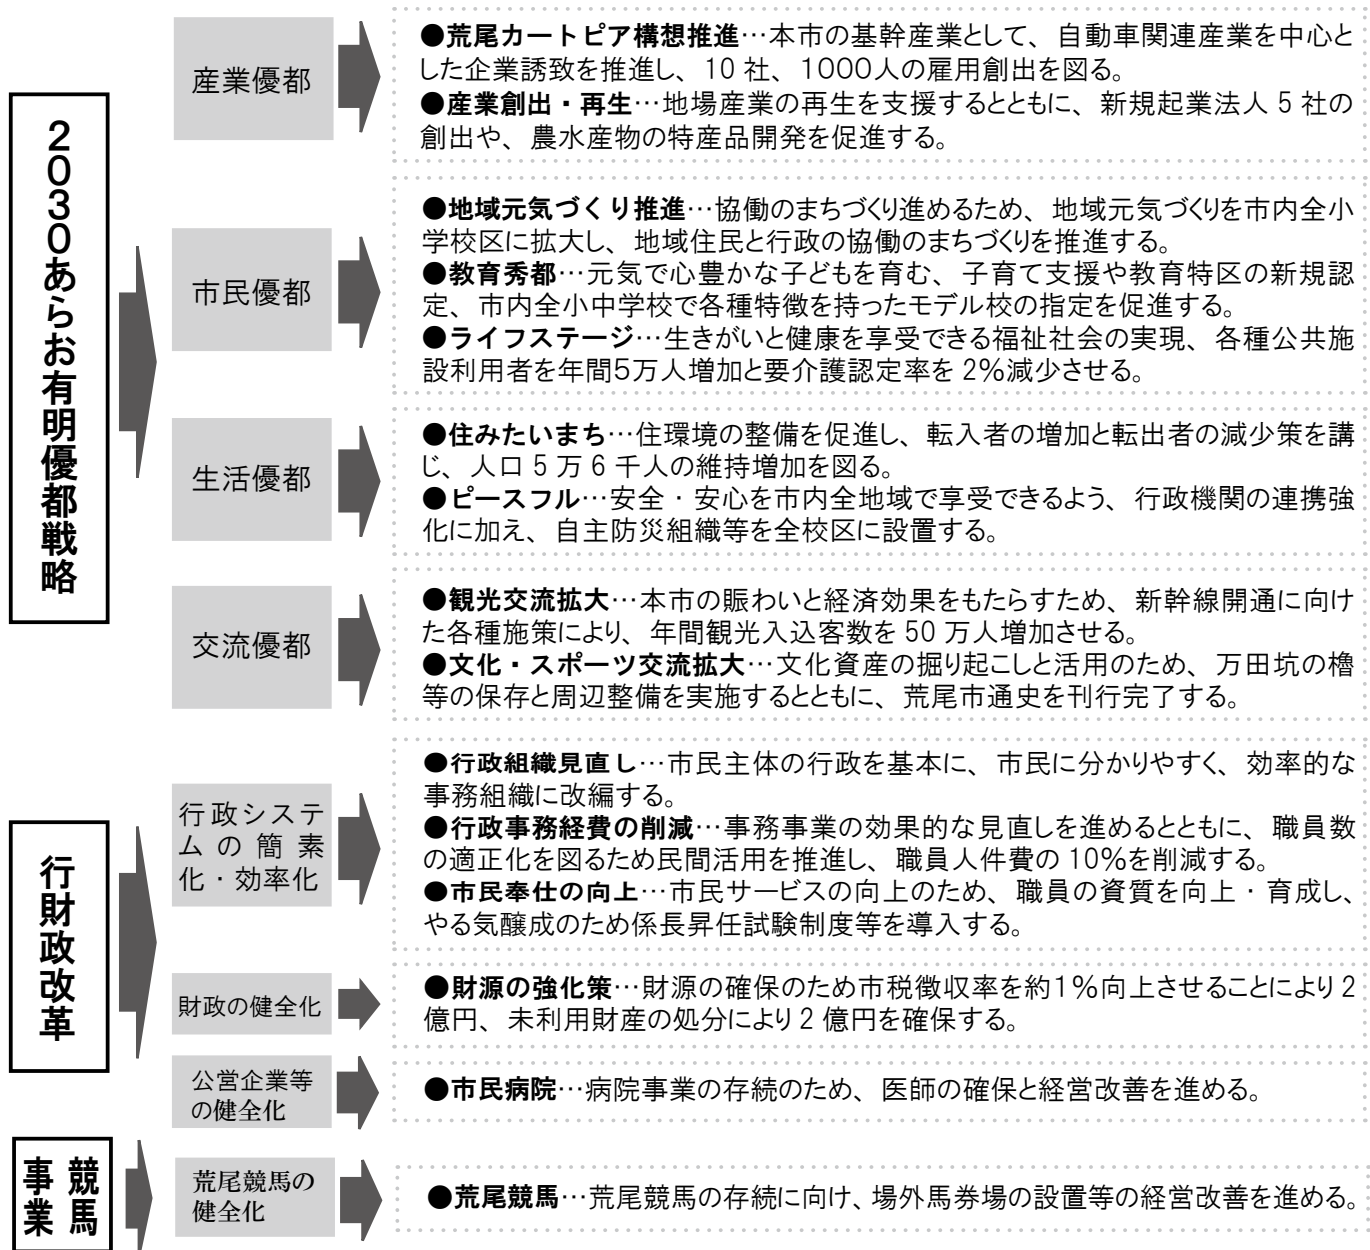 2030あらお有明優都戦略
産業優都
●荒尾カートピア構想推進…本市の基幹産業として、自動車関連産業を中心と
した企業誘致を推進し、10社、1000人の雇用創出を図る。
●産業創出・再生…地場産業の再生を支援するとともに、新規起業法人5社の
創出や、農水産物の特産品開発を促進する。
市民優都
●地域元気づくり推進…協働のまちづくり進めるため、地域元気づくりを市内全小
学校区に拡大し、地域住民と行政の協働のまちづくりを推進する。
●教育秀都…元気で心豊かな子どもを育む、子育て支援や教育特区の新規認
定、市内全小中学校で各種特徴を持ったモデル校の指定を促進する。
●ライフステージ…生きがいと健康を享受できる福祉社会の実現、各種公共施
設利用者を年間5万人増加と要介護認定率を2%減少させる。
生活優都
●住みたいまち…住環境の整備を促進し、転入者の増加と転出者の減少策を講
じ、人口5万6千人の維持増加を図る。
●ピースフル…安全・安心を市内全地域で享受できるよう、行政機関の連携強
化に加え、自主防災組織等を全校区に設置する。
交流優都
●観光交流拡大…本市の賑わいと経済効果をもたらすため、新幹線開通に向け
た各種施策により、年間観光入込客数を50万人増加させる。
●文化・スポーツ交流拡大…文化資産の掘り起こしと活用のため、万田坑の櫓
等の保存と周辺整備を実施するとともに、荒尾市通史を刊行完了する。
行財政改革
行政システ
ムの簡素
化・効率化
●行政組織見直し…市民主体の行政を基本に、市民に分かりやすく、効率的な
事務組織に改編する。
●行政事務経費の削減…事務事業の効果的な見直しを進めるとともに、職員数
の適正化を図るため民間活用を推進し、職員人件費の10%を削減する。
●市民奉仕の向上…市民サービスの向上のため、職員の資質を向上・育成し、
やる気醸成のため係長昇任試験制度等を導入する。
財政の健全化
●財源の強化策…財源の確保のため市税徴収率を約1%向上させることにより2
億円、未利用財産の処分により2億円を確保する。
公営企業等
の健全化
●市民病院…病院事業の存続のため、医師の確保と経営改善を進める。
競馬
事業
荒尾競馬の
健全化
●荒尾競馬…荒尾競馬の存続に向け、場外馬券場の設置等の経営改善を進める。